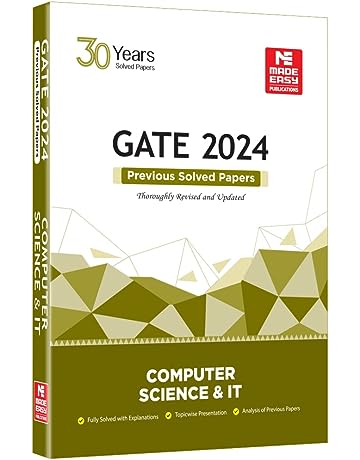 30 Years
Solved Papers
ME
MADE
EASY
PUBLICATIONS
GATE 2024
Previous Solved Papers
Thoroughly Revised and Updated
COMPUTER
SCIENCE & IT
Fully Solved with Explanations
Topicwise Presentation
Analysis of Previous Papers
GATE 2024
Previous Solved Papers
COMPUTER
SCIENCE & IT
ME
MADE
EASY